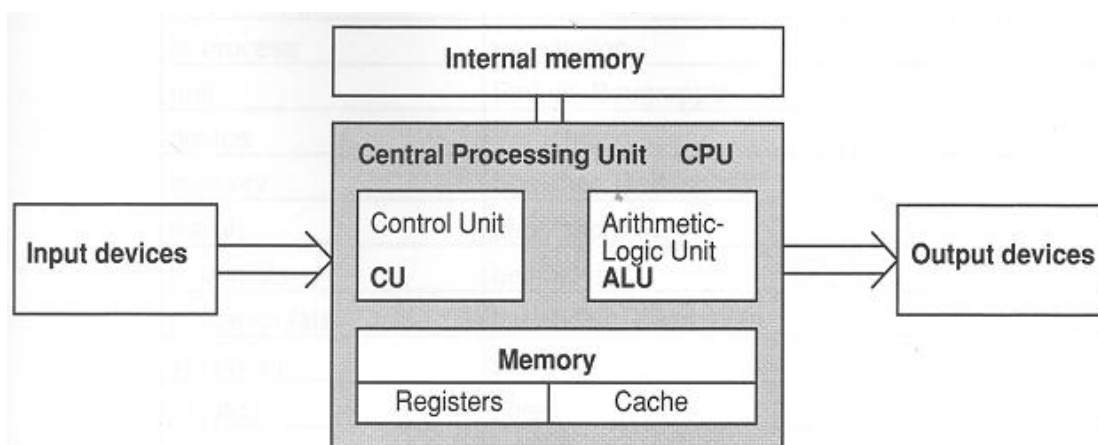 Internal memory
Central Processing Unit CPU
Control Unit
CU
Arithmetic-
Logic Unit
ALU
Input devices
Output devices
Memory
Registers
Cache